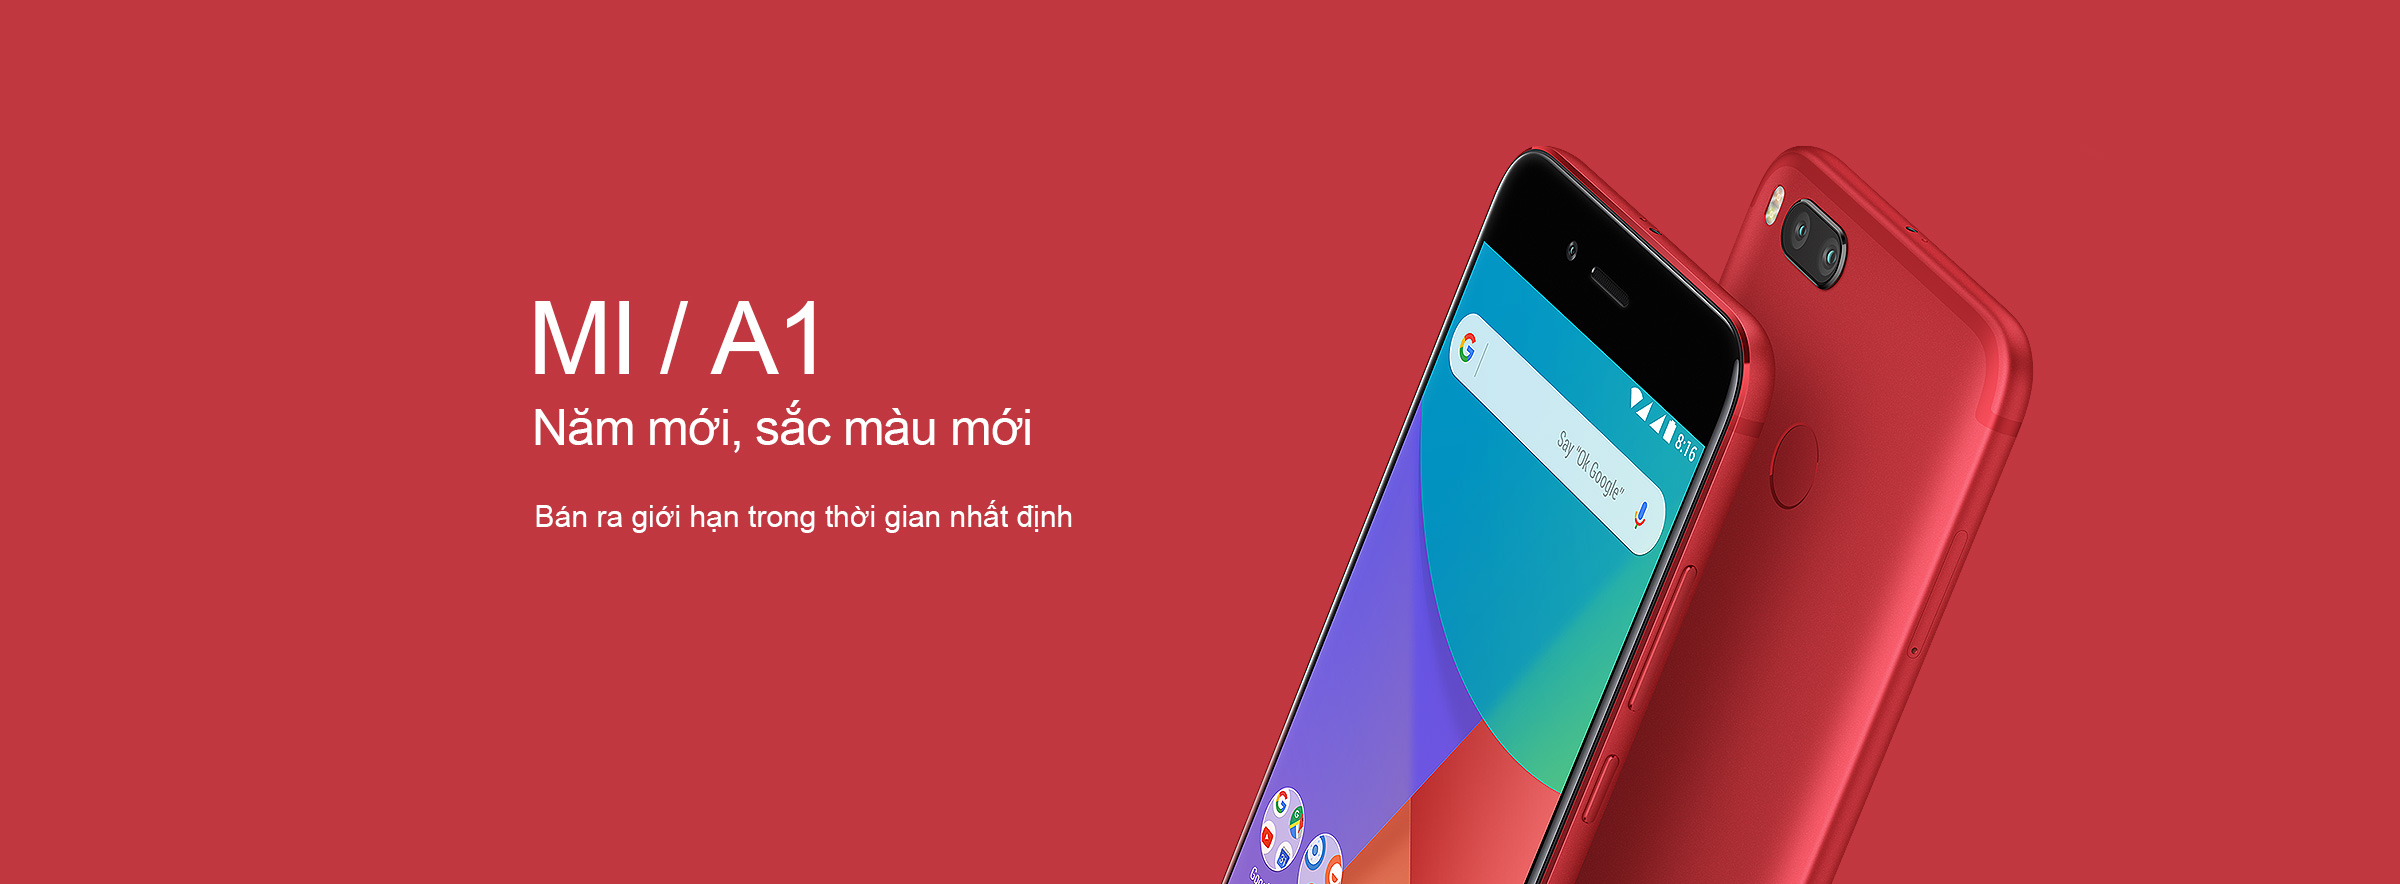 MI / A1
Năm mới, sắc màu mới
Bán ra giới hạn trong thời gian nhất định
8:16
G
Say "Ok Google"